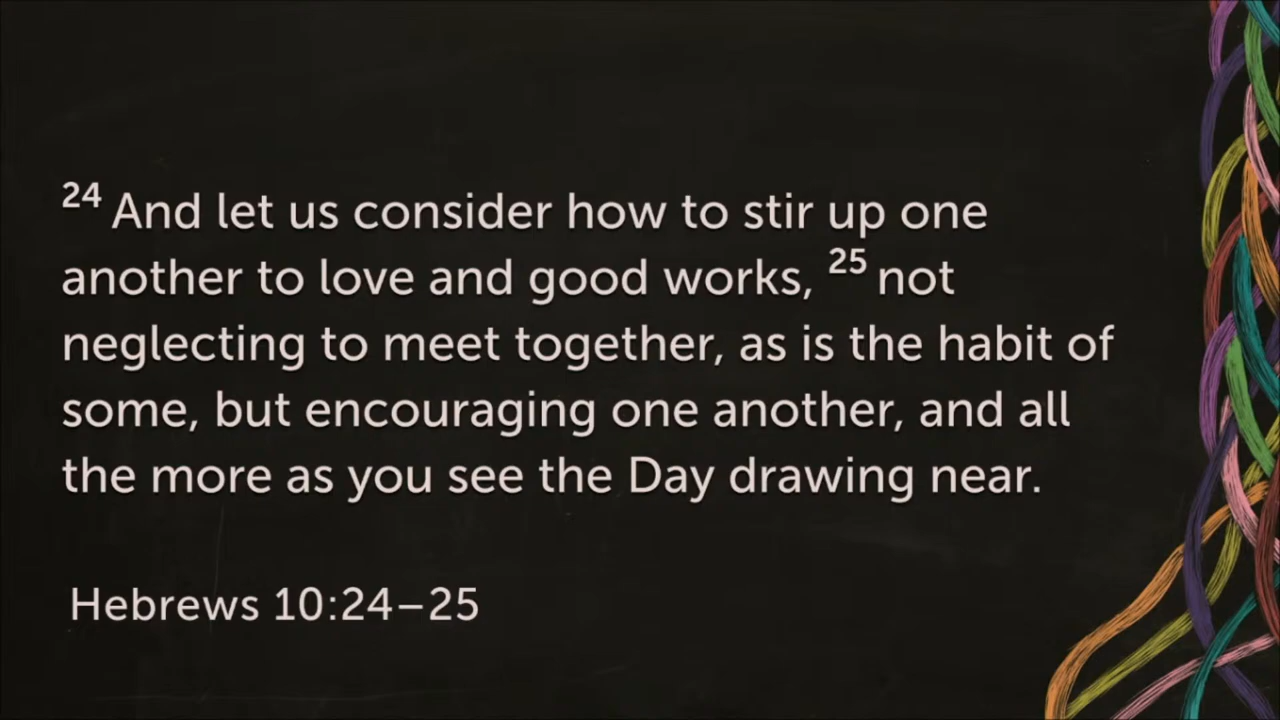 24 And let us consider how to stir up one
another to love and good works, 25 not
neglecting to meet together, as is the habit of
some, but encouraging one another, and all
the more as you see the Day drawing near.
Hebrews 10:24–25